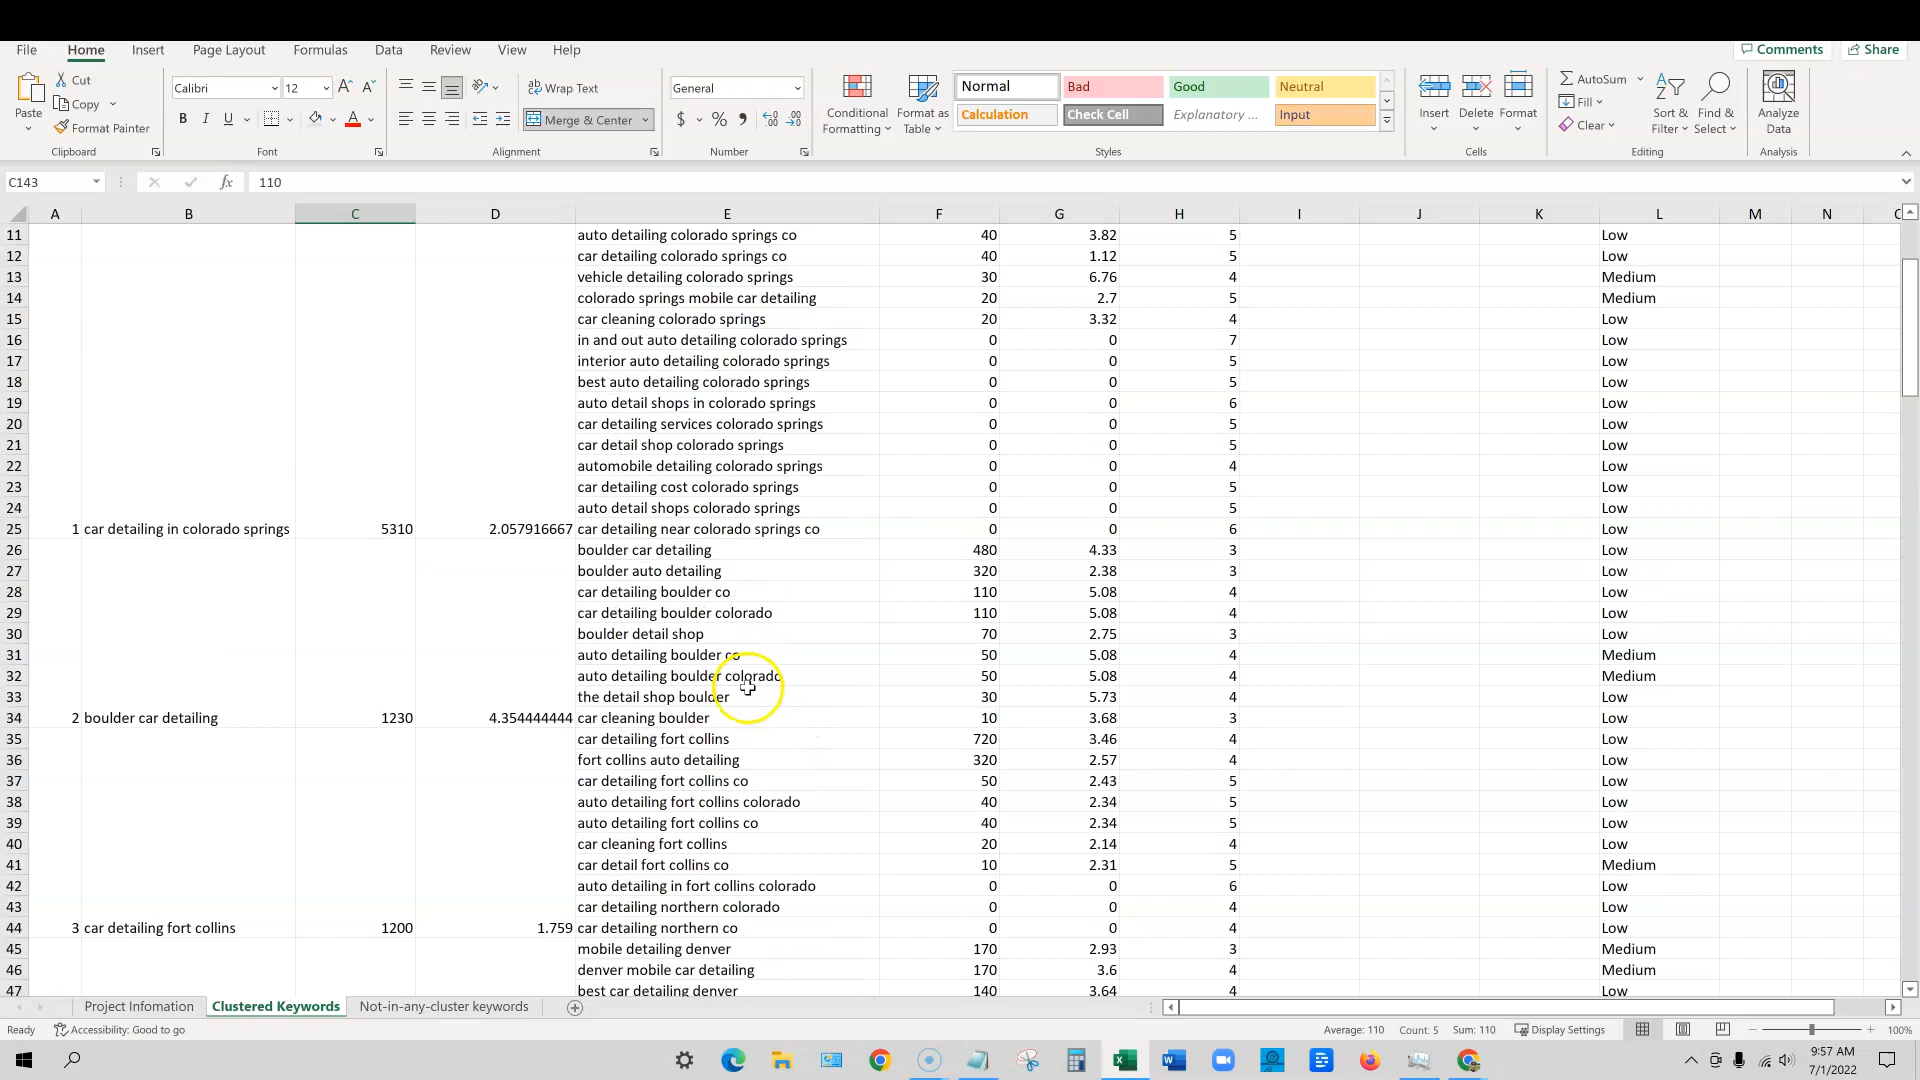 File Home Insert Page Layout Formulas Data Review View Help Comments Share
Paste Cut Copy Format Painter Clipboard
Calibri 12 B I U A Font
Wrap Text Merge & Center Alignment
General $ % Number
Conditional Formatting Format as Table Normal Bad Good Neutral Calculation Check Cell Explanatory ... Input Styles
Insert Delete Format Cells
AutoSum Fill Clear Sort & Filter Find & Select Editing
Analyze Data Analysis
C143 fx 110
A B C D E F G H I J K L M N
11 auto detailing colorado springs co 40 3.82 5 Low
12 car detailing colorado springs co 40 1.12 5 Low
13 vehicle detailing colorado springs 30 6.76 4 Medium
14 colorado springs mobile car detailing 20 2.7 5 Medium
15 car cleaning colorado springs 20 3.32 4 Low
16 in and out auto detailing colorado springs 0 0 7 Low
17 interior auto detailing colorado springs 0 0 5 Low
18 best auto detailing colorado springs 0 0 5 Low
19 auto detail shops in colorado springs 0 0 6 Low
20 car detailing services colorado springs 0 0 5 Low
21 car detail shop colorado springs 0 0 5 Low
22 automobile detailing colorado springs 0 0 4 Low
23 car detailing cost colorado springs 0 0 5 Low
24 auto detail shops colorado springs 0 0 5 Low
25 1 car detailing in colorado springs 5310 2.057916667 car detailing near colorado springs co 0 0 6 Low
26 boulder car detailing 480 4.33 3 Low
27 boulder auto detailing 320 2.38 3 Low
28 car detailing boulder co 110 5.08 4 Low
29 car detailing boulder colorado 110 5.08 4 Low
30 boulder detail shop 70 2.75 3 Low
31 auto detailing boulder co 50 5.08 4 Medium
32 auto detailing boulder colorado 50 5.08 4 Medium
33 the detail shop boulder 30 5.73 4 Low
34 2 boulder car detailing 1230 4.354444444 car cleaning boulder 10 3.68 3 Low
35 car detailing fort collins 720 3.46 4 Low
36 fort collins auto detailing 320 2.57 4 Low
37 car detailing fort collins co 50 2.43 5 Low
38 auto detailing fort collins colorado 40 2.34 5 Low
39 auto detailing fort collins co 40 2.34 5 Low
40 car cleaning fort collins 20 2.14 4 Low
41 car detail fort collins co 10 2.31 5 Medium
42 auto detailing in fort collins colorado 0 0 6 Low
43 car detailing northern colorado 0 0 4 Low
44 3 car detailing fort collins 1200 1.759 car detailing northern co 0 0 4 Low
45 mobile detailing denver 170 2.93 3 Medium
46 denver mobile car detailing 170 3.6 4 Medium
47 best car detailing denver 140 3.64 4 Low
Project Infomation Clustered Keywords Not-in-any-cluster keywords
Ready Accessibility: Good to go Average: 110 Count: 5 Sum: 110 Display Settings 100%
9:57 AM
7/1/2022